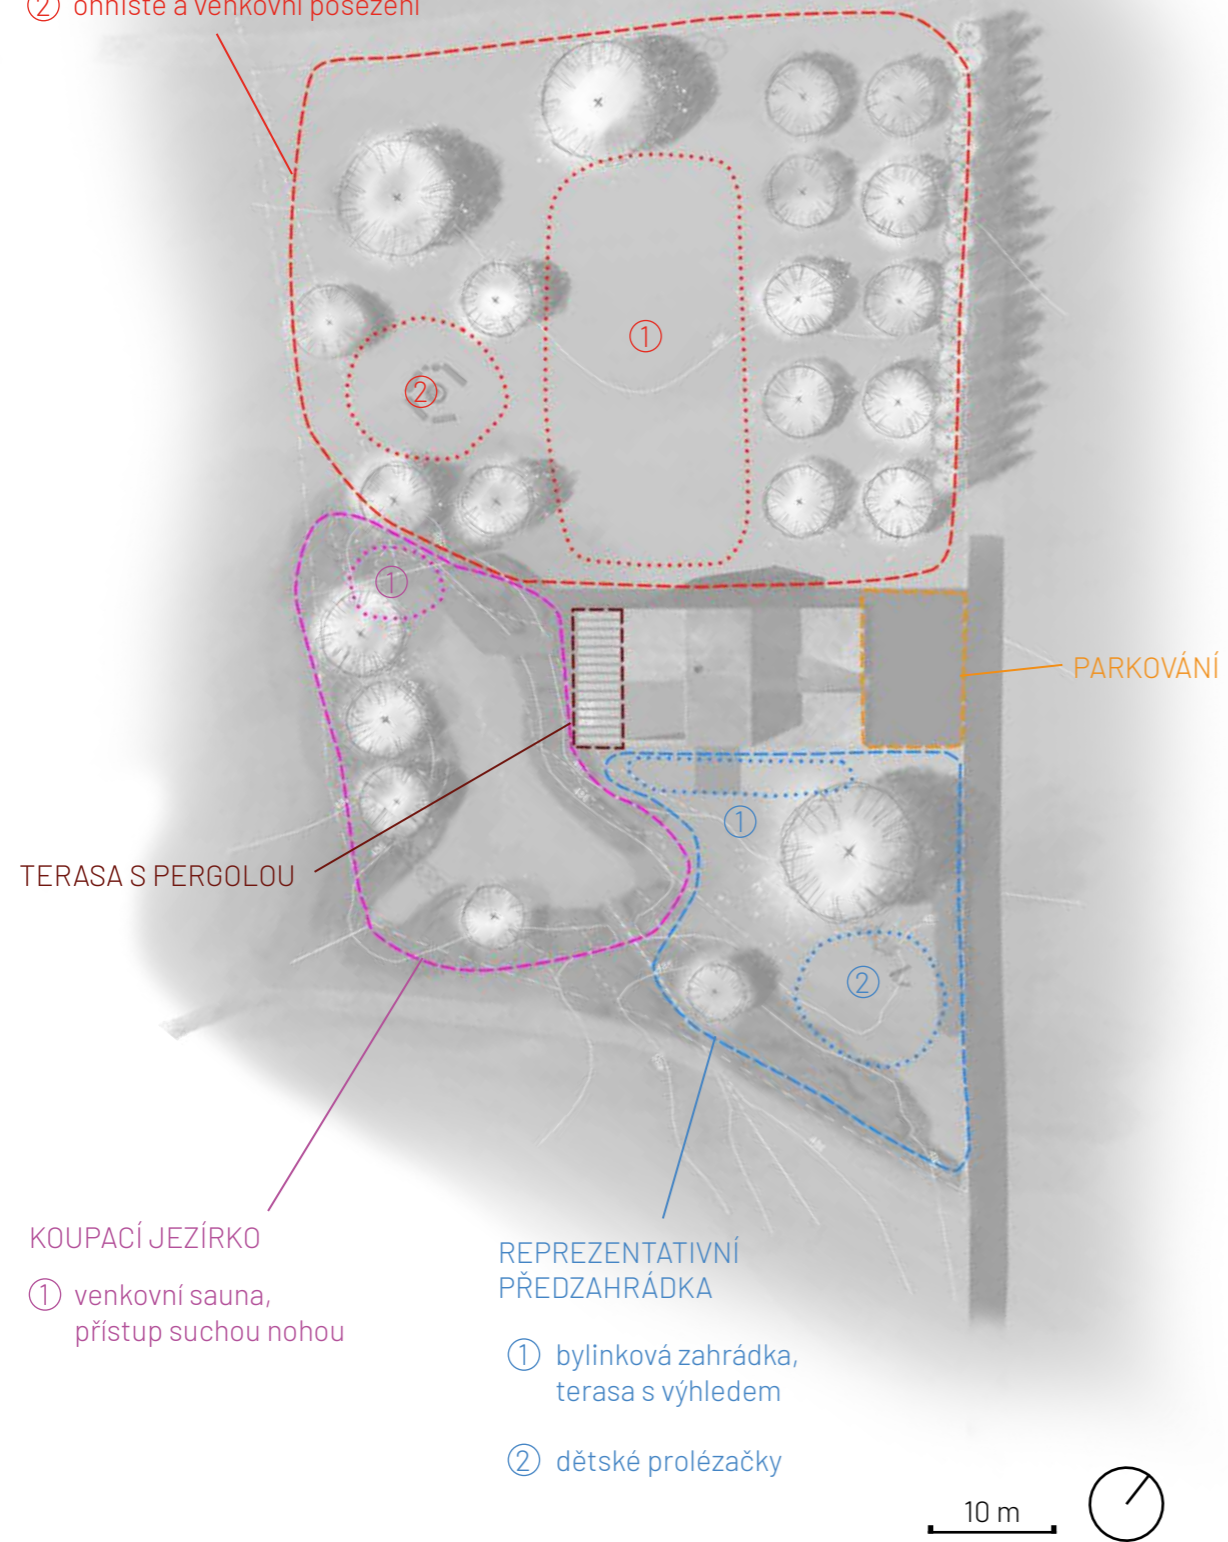 ② ohniště a venkovní posezení
①
②
①
PARKOVÁNÍ
①
TERASA S PERGOLOU
②
KOUPACÍ JEZÍRKO
① venkovní sauna,
přístup suchou nohou
REPREZENTATIVNÍ
PŘEDZAHRÁDKA
① bylinková zahrádka,
terasa s výhledem
② dětské prolézačky
10 m